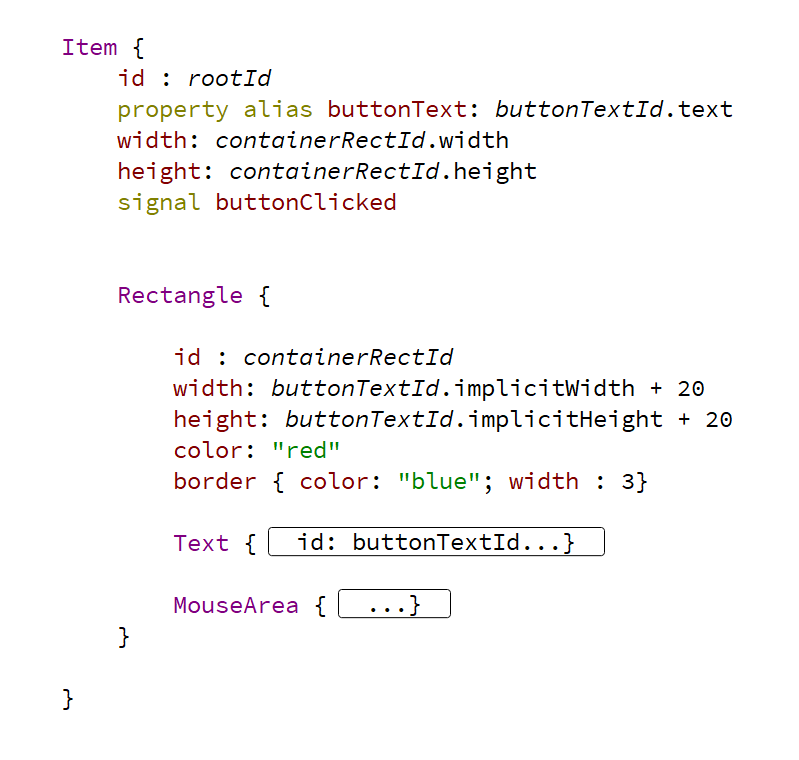 Item {
id : rootId
property alias buttonText: buttonTextId.text
width: containerRectId.width
height: containerRectId.height
signal buttonClicked
Rectangle {
id : containerRectId
width: buttonTextId.implicitWidth + 20
height: buttonTextId.implicitHeight + 20
color: "red"
border { color: "blue"; width : 3}
Text { id: buttonTextId...}
MouseArea { ...}
}
}